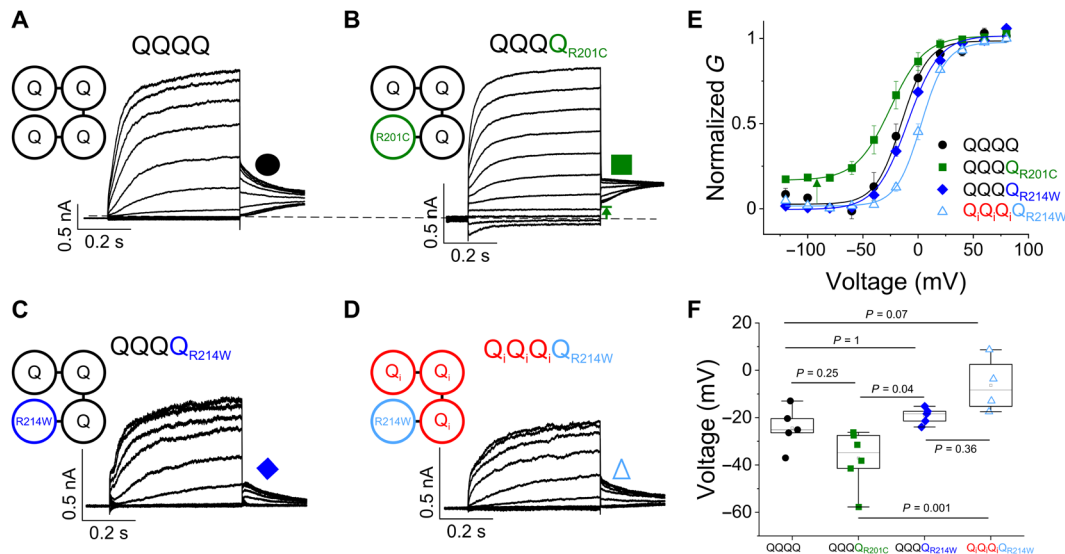 A
QQQQ
Q Q
Q Q
0.5 nA
0.2 s
B
QQQQR201C
Q Q
R201C Q
0.5 nA
0.2 s
C
QQQQR214W
Q Q
R214W Q
0.5 nA
0.2 s
D
QiQiQiQR214W
Qi Qi
R214W Qi
0.5 nA
0.2 s
E
Normalized G
1
0.5
0
−100 −50 0 50 100
Voltage (mV)
QQQQ
QQQQR201C
QQQQR214W
QiQiQiQR214W
F
Voltage (mV)
20
0
−20
−40
−60
P = 0.07
P = 1
P = 0.25
P = 0.04
P = 0.36
P = 0.001
QQQQ QQQQR201C QQQQR214W QiQiQiQR214W